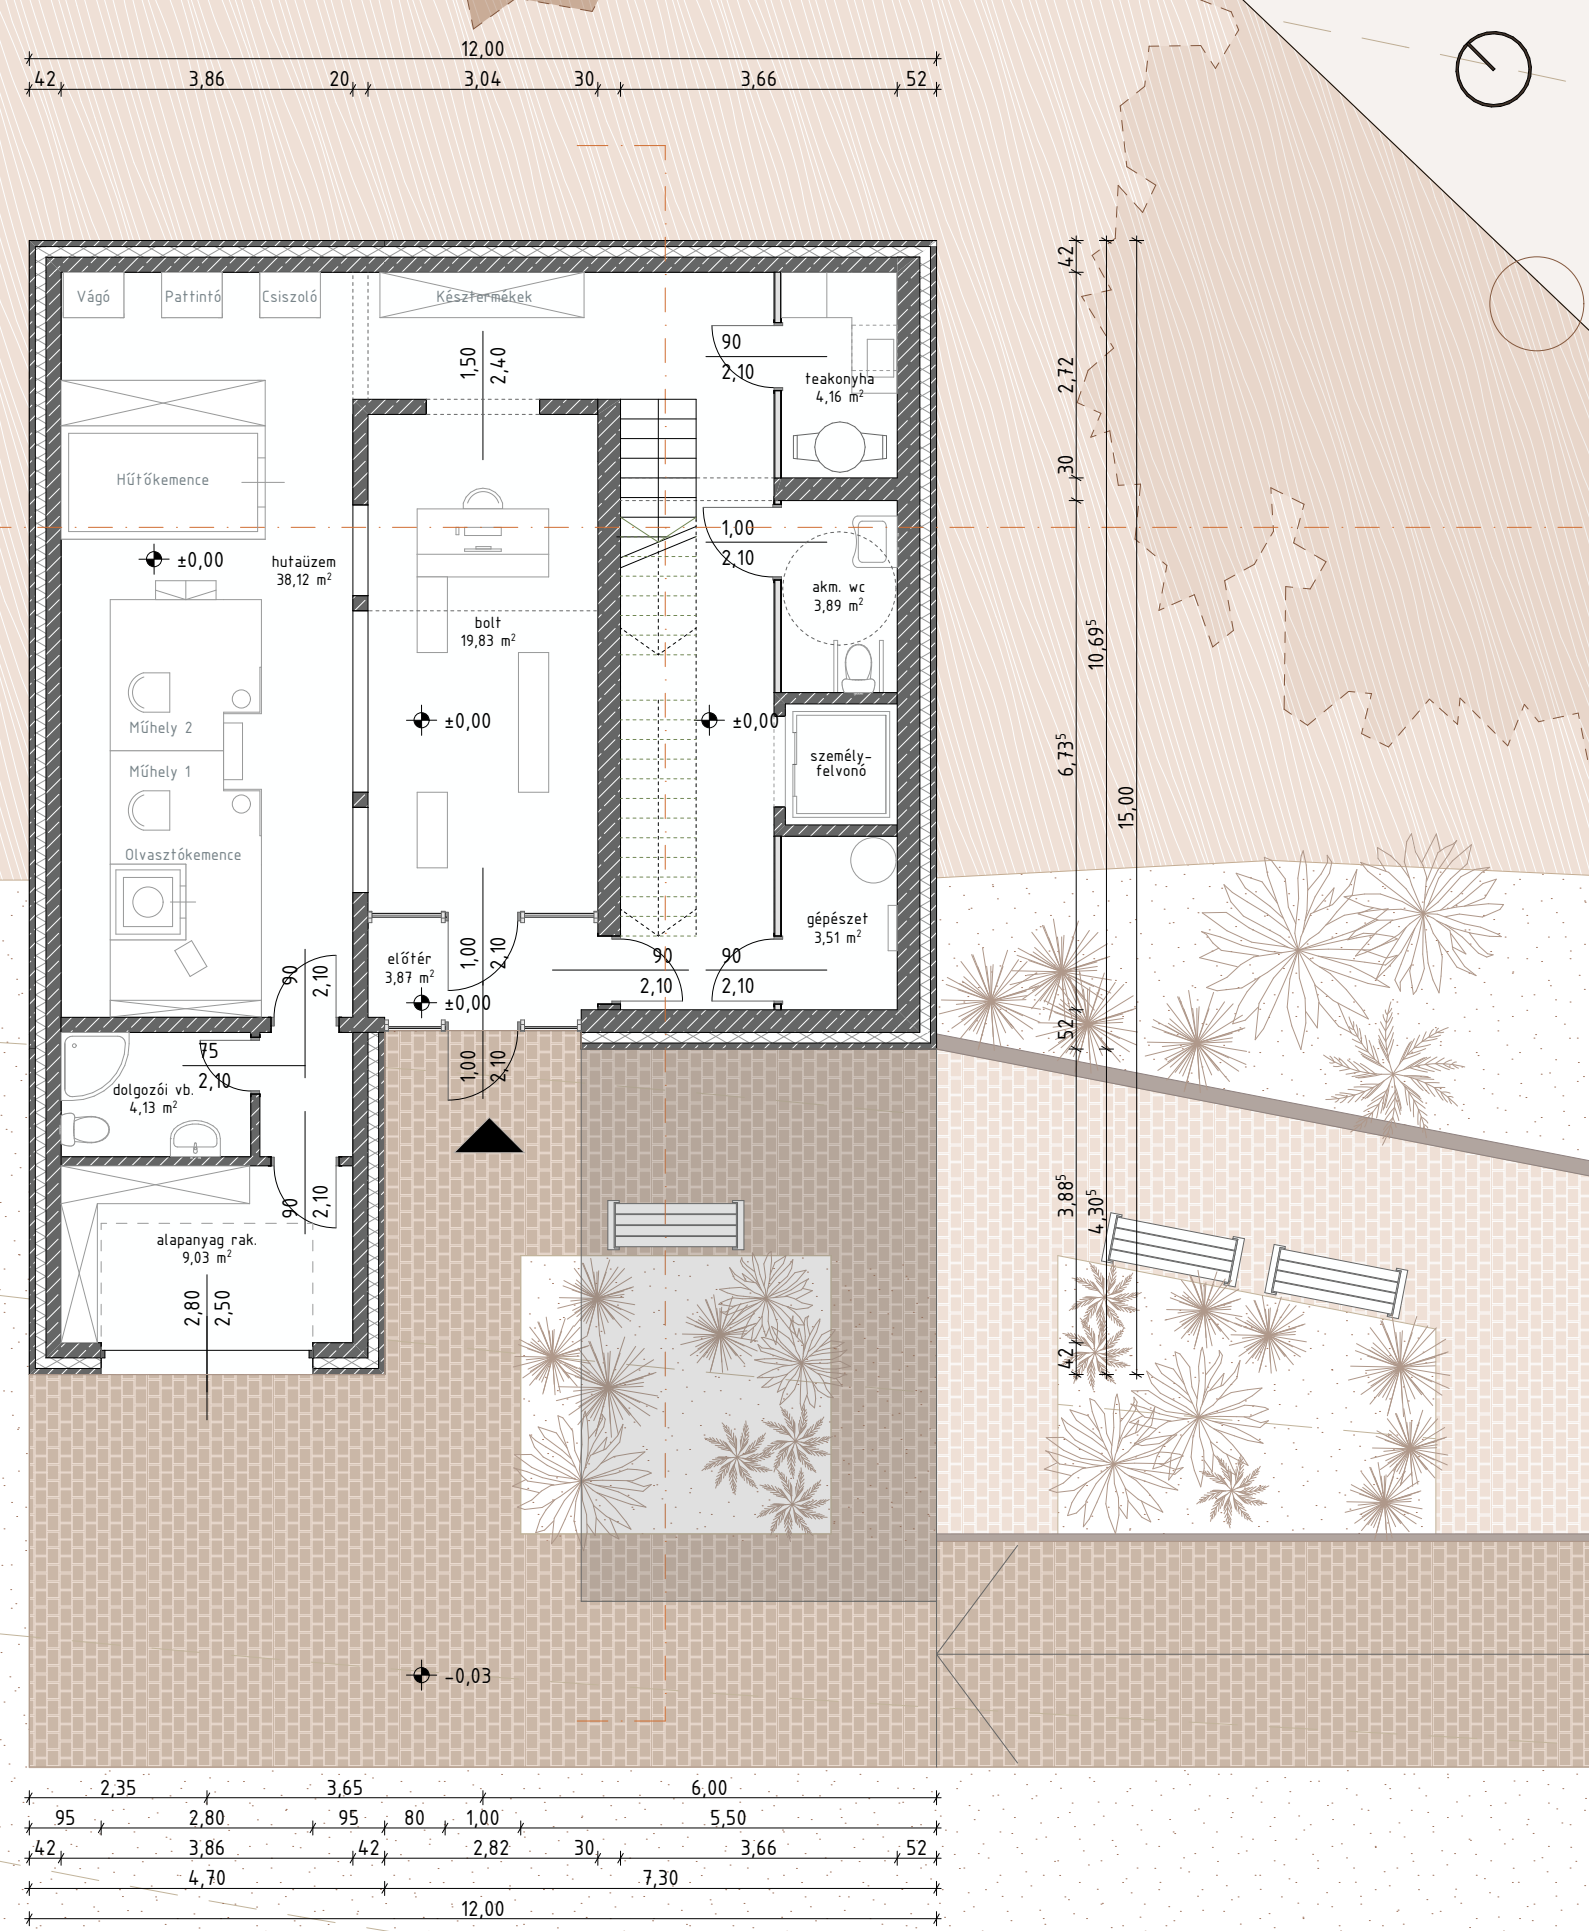 12,00
42 3,86 20 3,04 30 3,66 52
Vágó
Pattintó
Csiszoló
Késztermékek
1,50
2,40
90
2,10
teakonyha
4,16 m²
Hűtőkemence
±0,00
hutaüzem
38,12 m²
1,00
2,10
akm. wc
3,89 m²
bolt
19,83 m²
±0,00
±0,00
Műhely 2
Műhely 1
Olvasztókemence
személy-
felvonó
gépészet
3,51 m²
előtér
3,87 m²
±0,00
1,00
2,10
90
2,10
90
2,10
90
2,10
75
2,10
dolgozói vb.
4,13 m²
1,00
2,10
90
2,10
alapanyag rak.
9,03 m²
2,80
2,50
-0,03
42
2,72
30
6,73⁵
52
3,88⁵
42
10,69⁵
4,30⁵
15,00
2,35 3,65 6,00
95 2,80 95 80 1,00 5,50
42 3,86 42 2,82 30 3,66 52
4,70 7,30
12,00